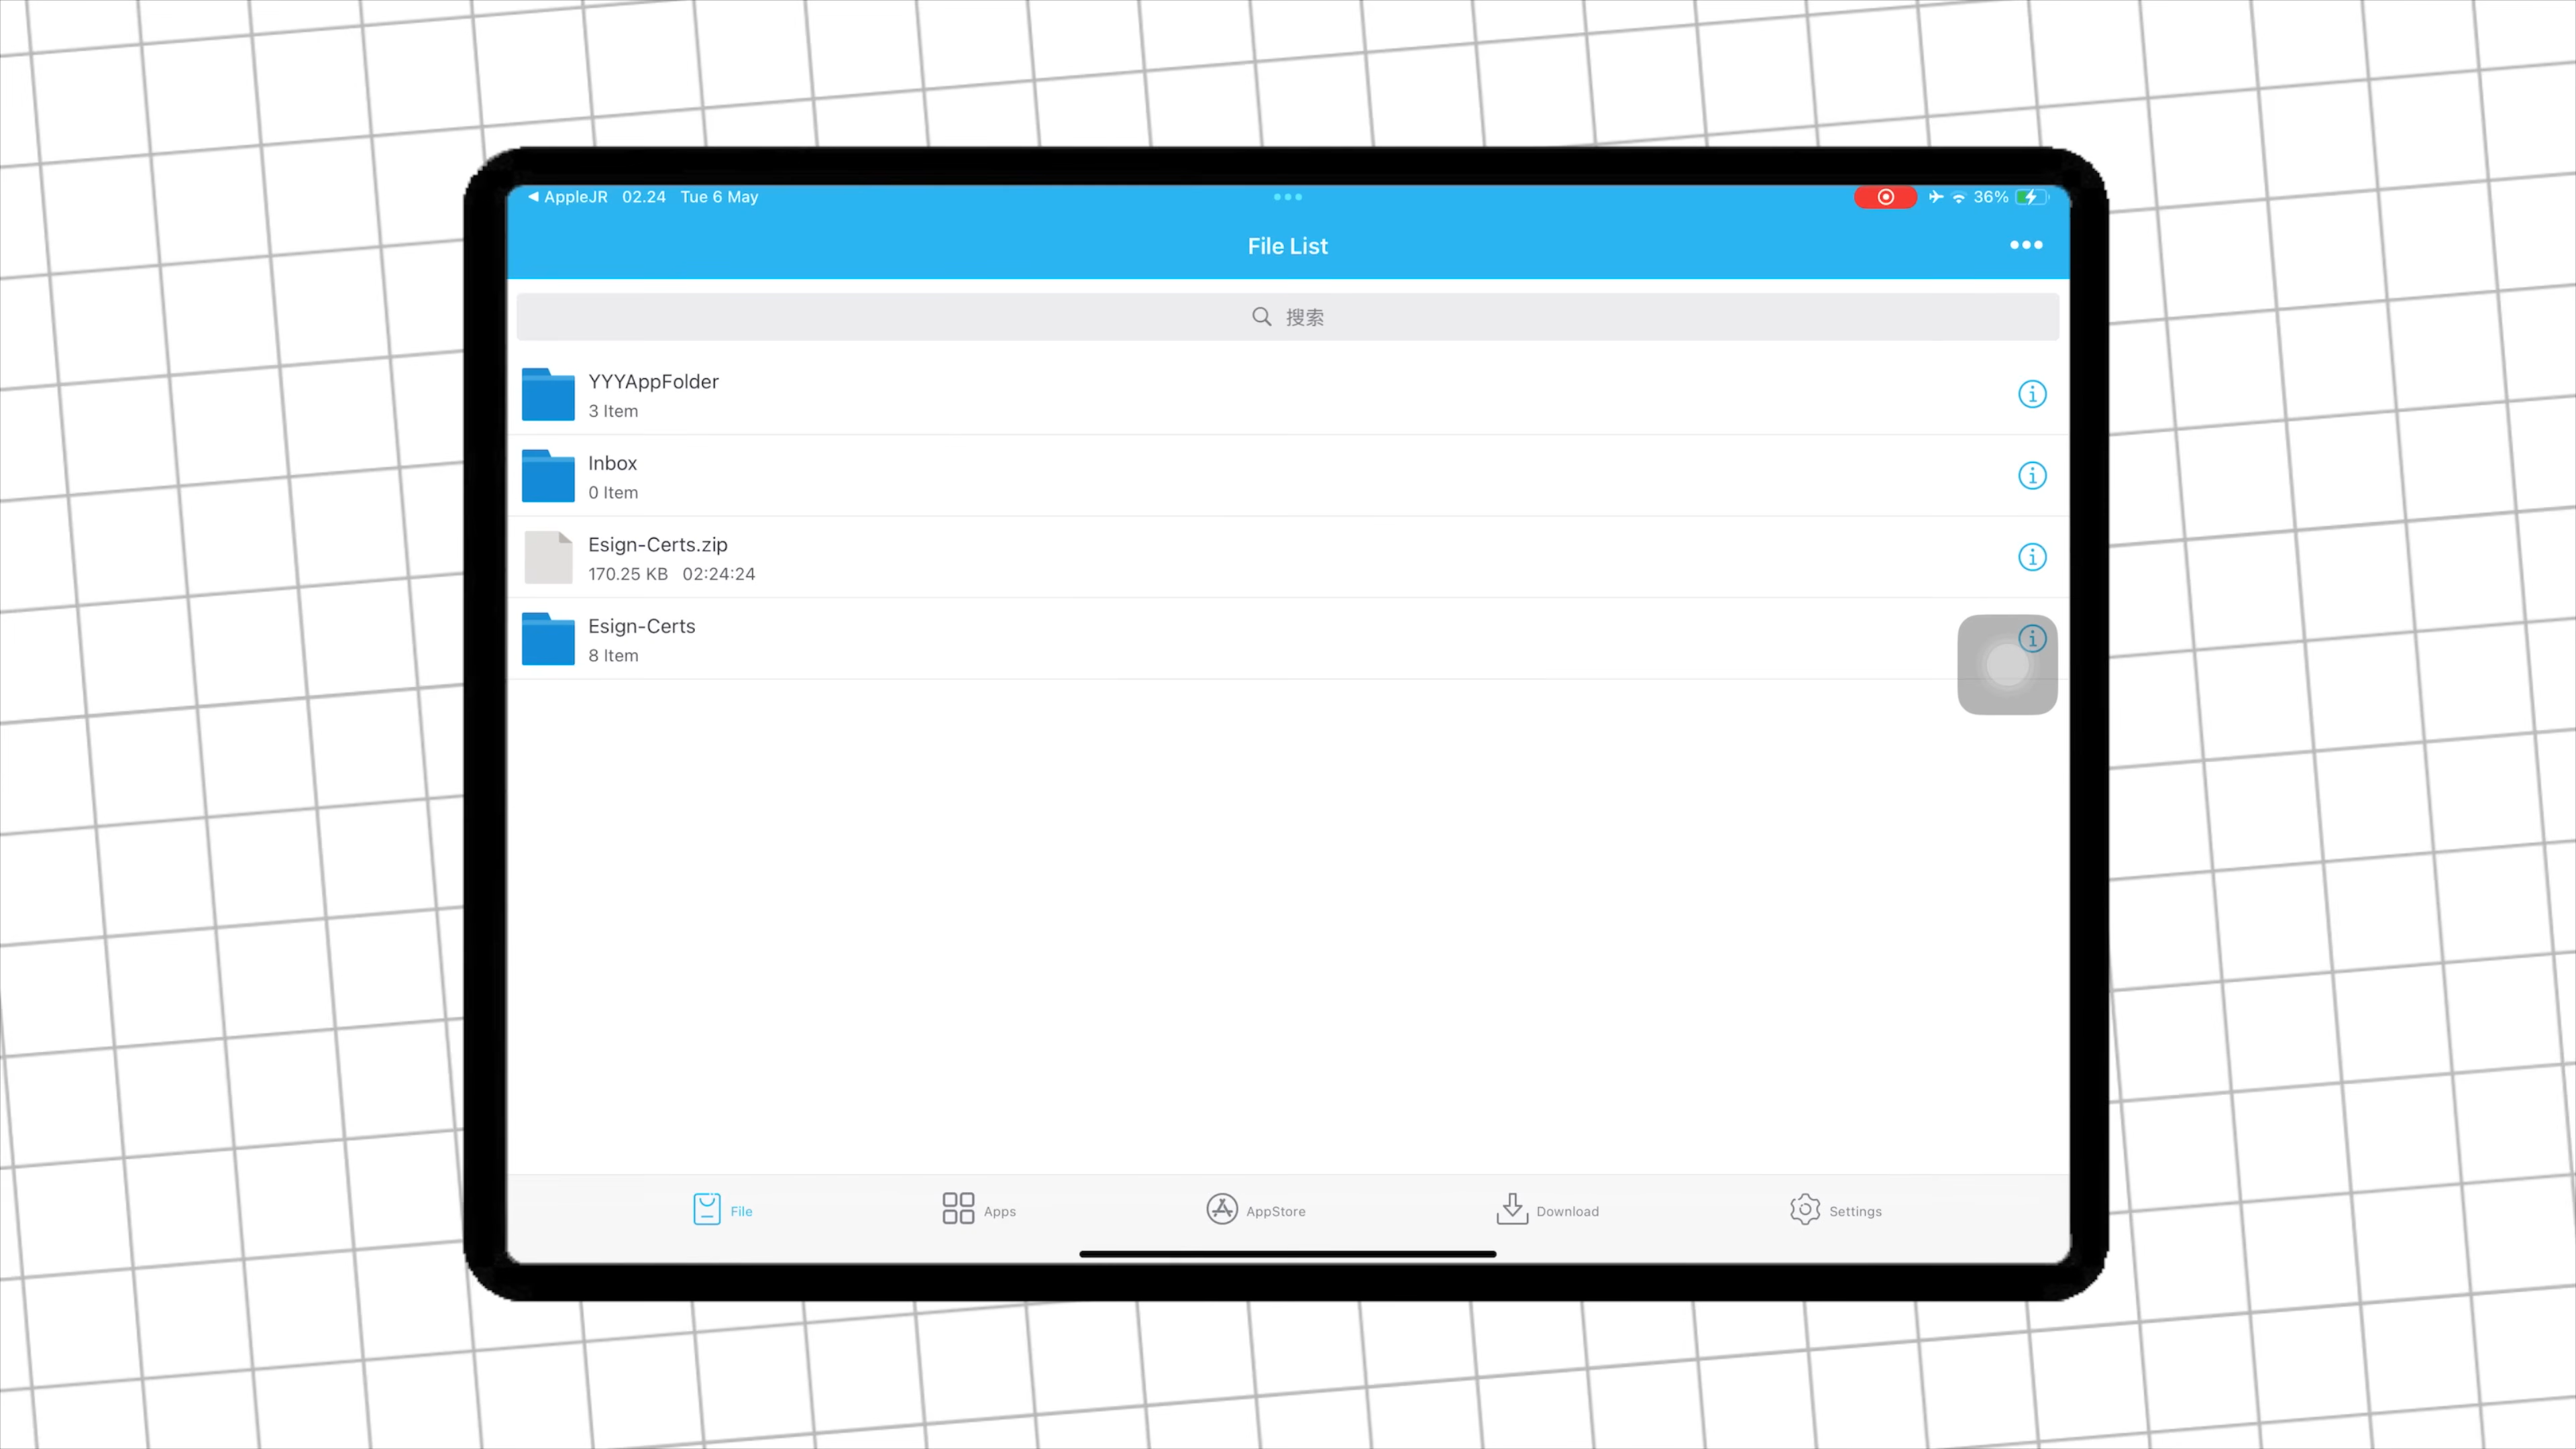 ◀ AppleJR 02.24 Tue 6 May
36%
File List
搜索
YYYAppFolder
3 Item
Inbox
0 Item
Esign-Certs.zip
170.25 KB 02:24:24
Esign-Certs
8 Item
File
Apps
AppStore
Download
Settings